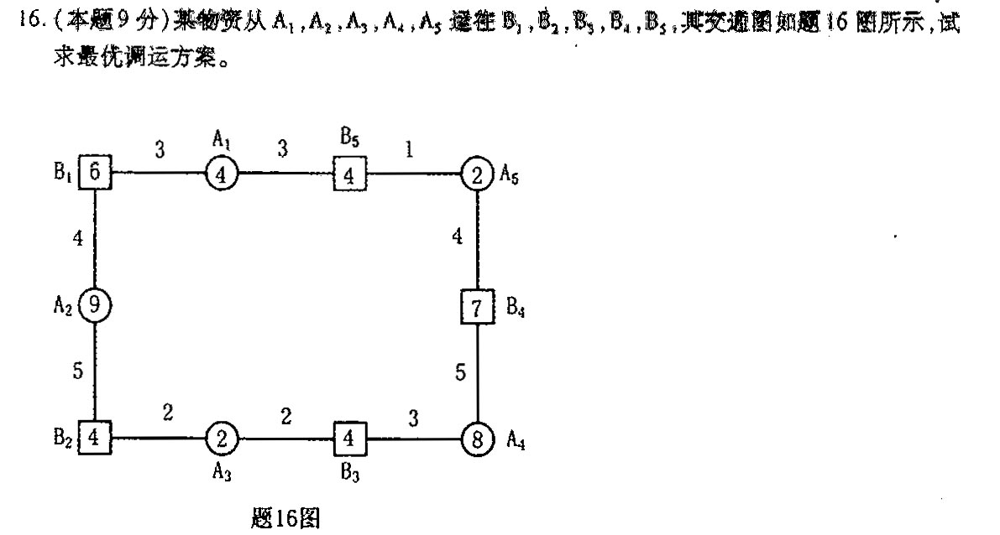 16.(本题9分)某物资从A₁,A₂,A₃,A₄,A₅运往B₁,B₂,B₃,B₄,B₅,其交通图如题16图所示,试
求最优调运方案。
A₁ B₅
B₁ 6 3 4 3 4 1 2 A₅
4 4
A₂ 9 7 B₄
5 5
2 2 3
B₂ 4 2 4 8 A₄
A₃ B₃
题16图